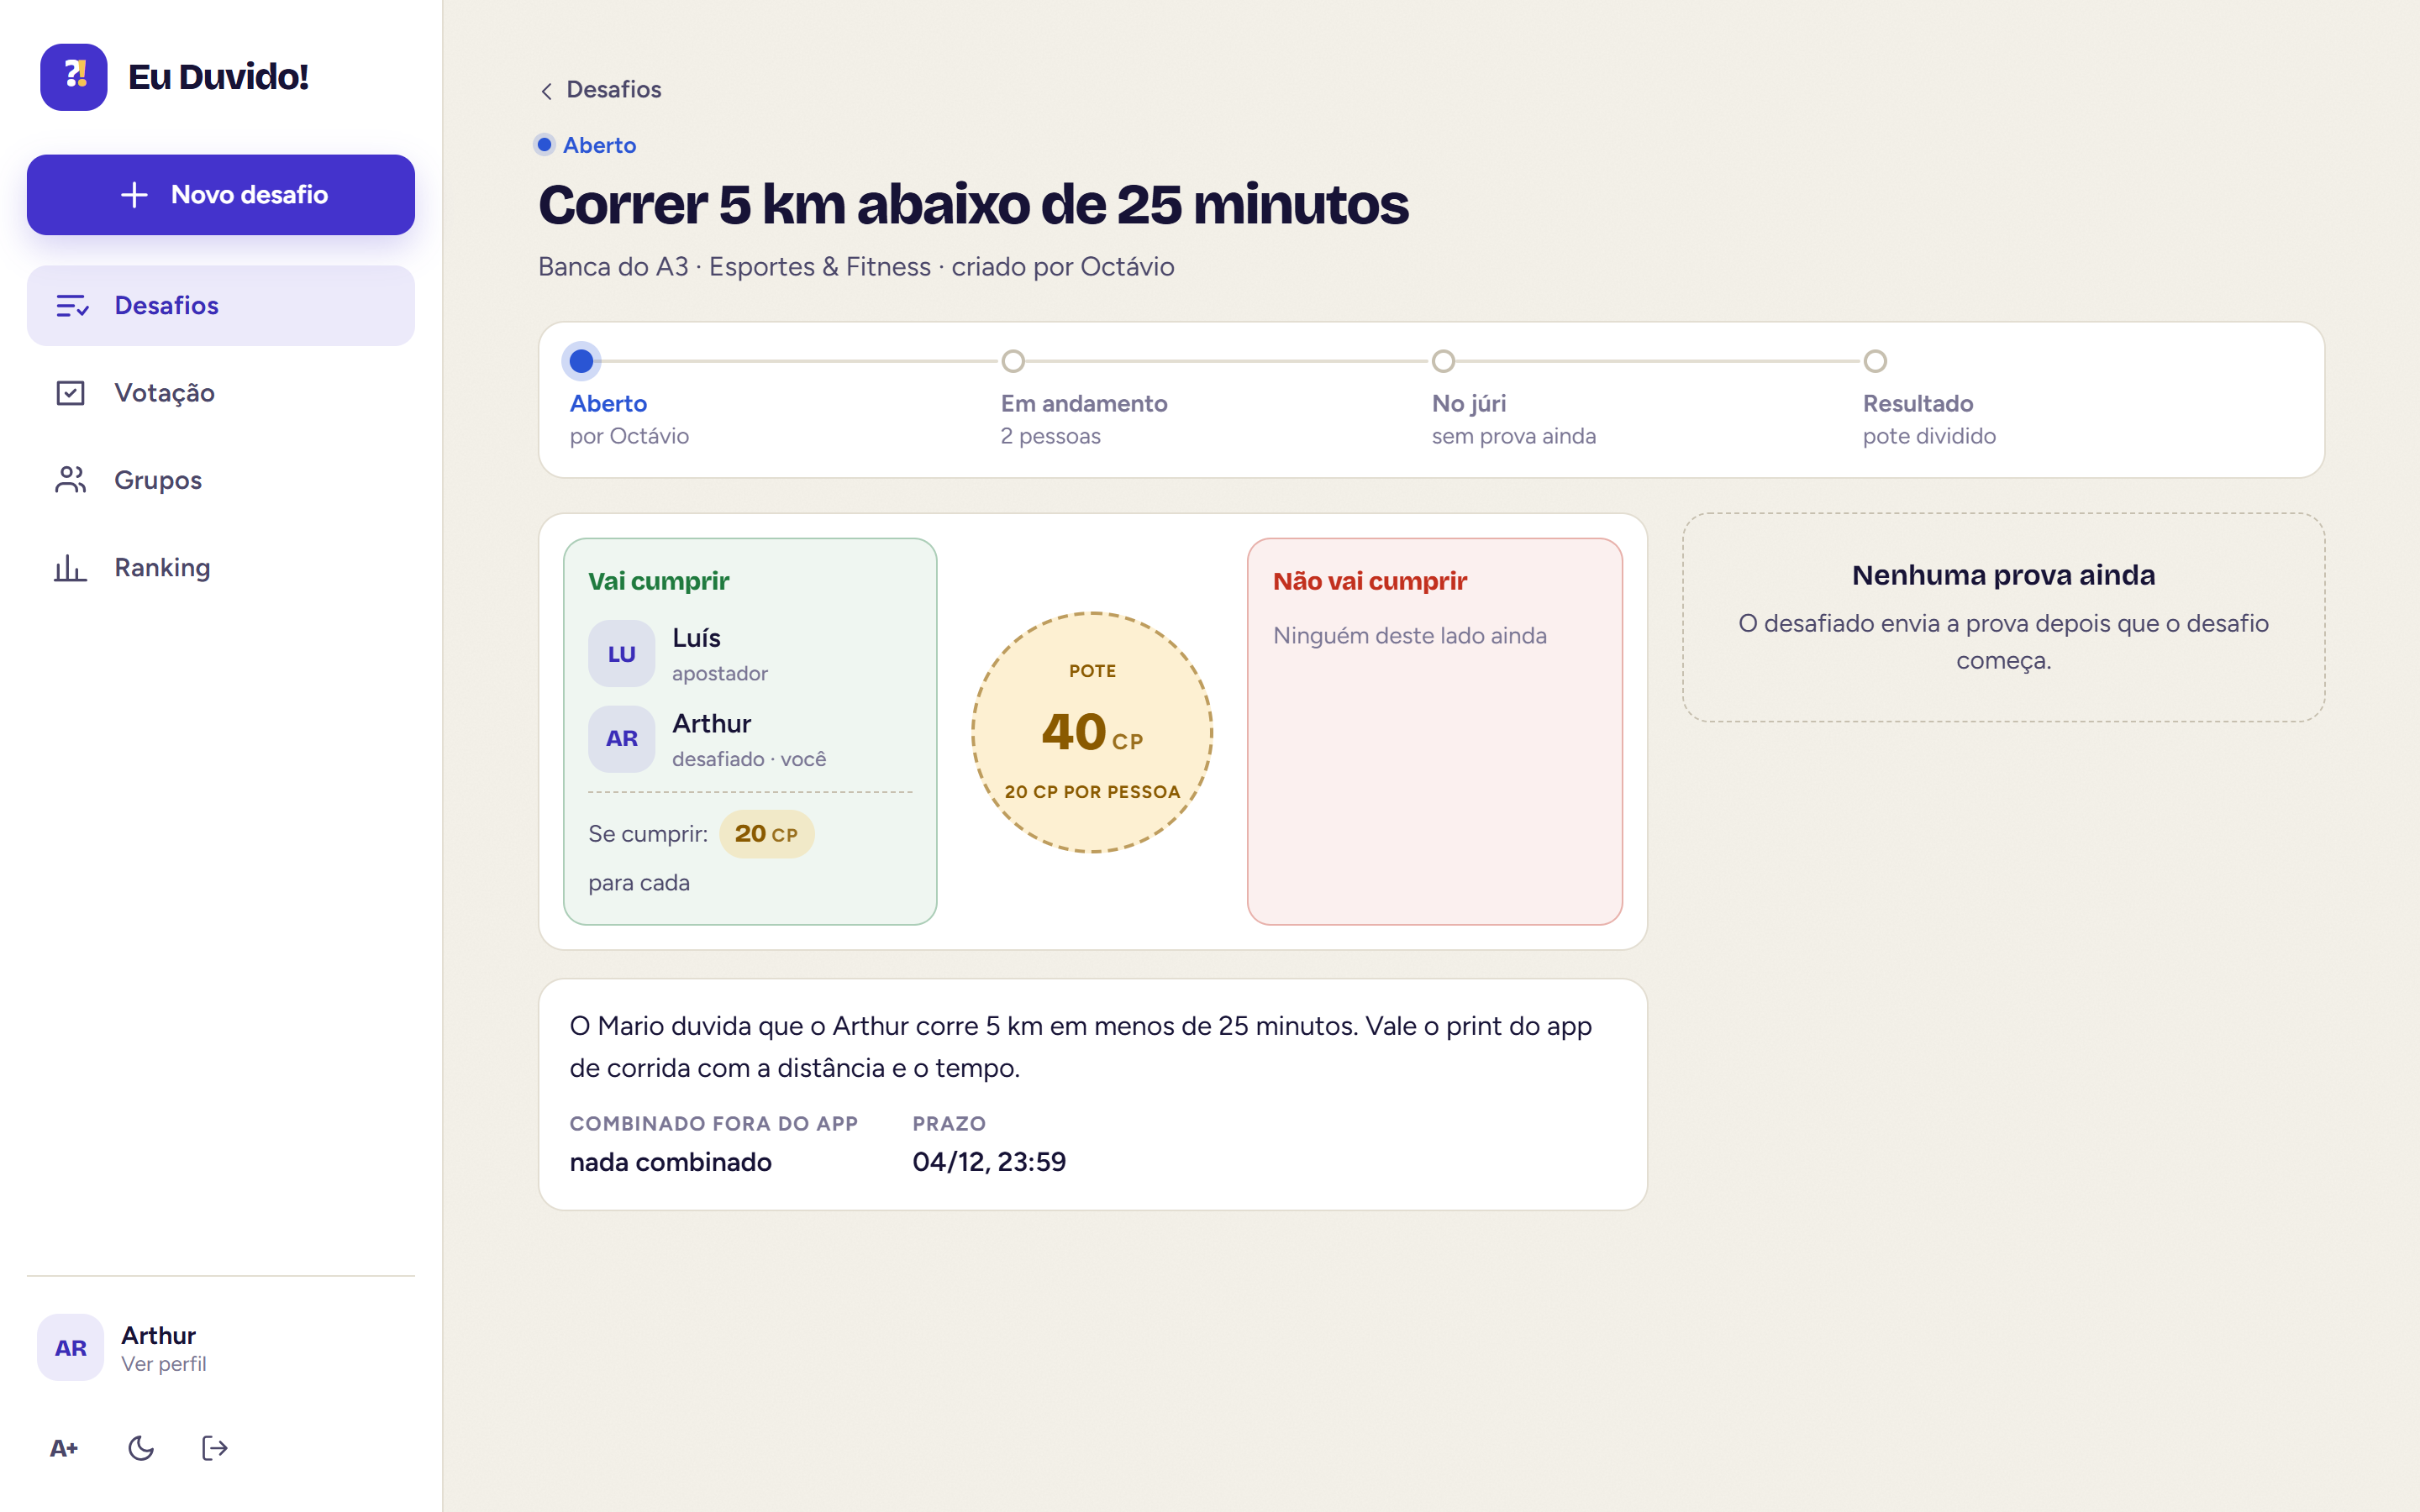 ?!
Eu Duvido!
Novo desafio
Desafios
Votação
Grupos
Ranking
AR
Arthur
Ver perfil
A+
Desafios
Aberto
Correr 5 km abaixo de 25 minutos
Banca do A3 · Esportes & Fitness · criado por Octávio
Aberto
por Octávio
Em andamento
2 pessoas
No júri
sem prova ainda
Resultado
pote dividido
Vai cumprir
LU
Luís
apostador
AR
Arthur
desafiado · você
Se cumprir: 20 CP
para cada
POTE
40 CP
20 CP POR PESSOA
Não vai cumprir
Ninguém deste lado ainda
Nenhuma prova ainda
O desafiado envia a prova depois que o desafio
começa.
O Mario duvida que o Arthur corre 5 km em menos de 25 minutos. Vale o print do app
de corrida com a distância e o tempo.
COMBINADO FORA DO APP
nada combinado
PRAZO
04/12, 23:59